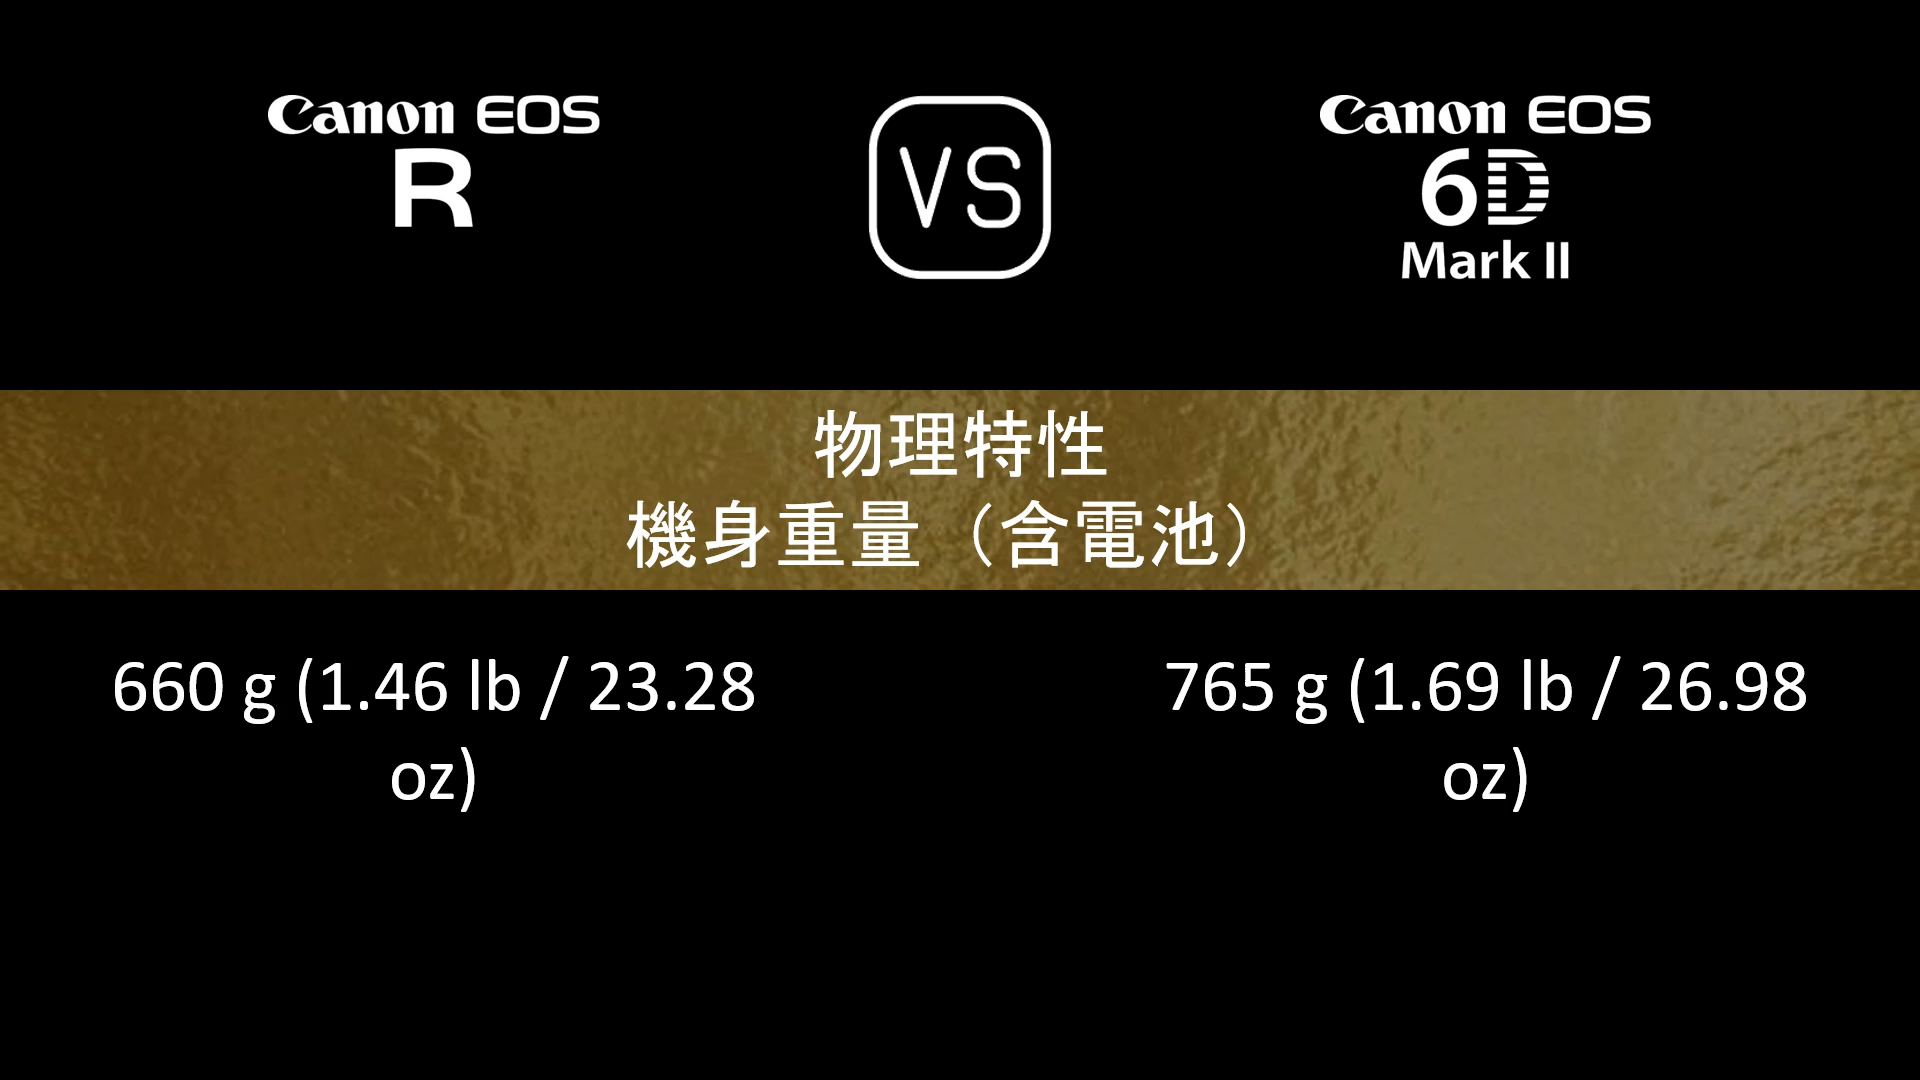 Canon EOS
R
VS
Canon EOS
6D
Mark II
物理特性
機身重量（含電池）
660 g (1.46 lb / 23.28
oz)
765 g (1.69 lb / 26.98
oz)